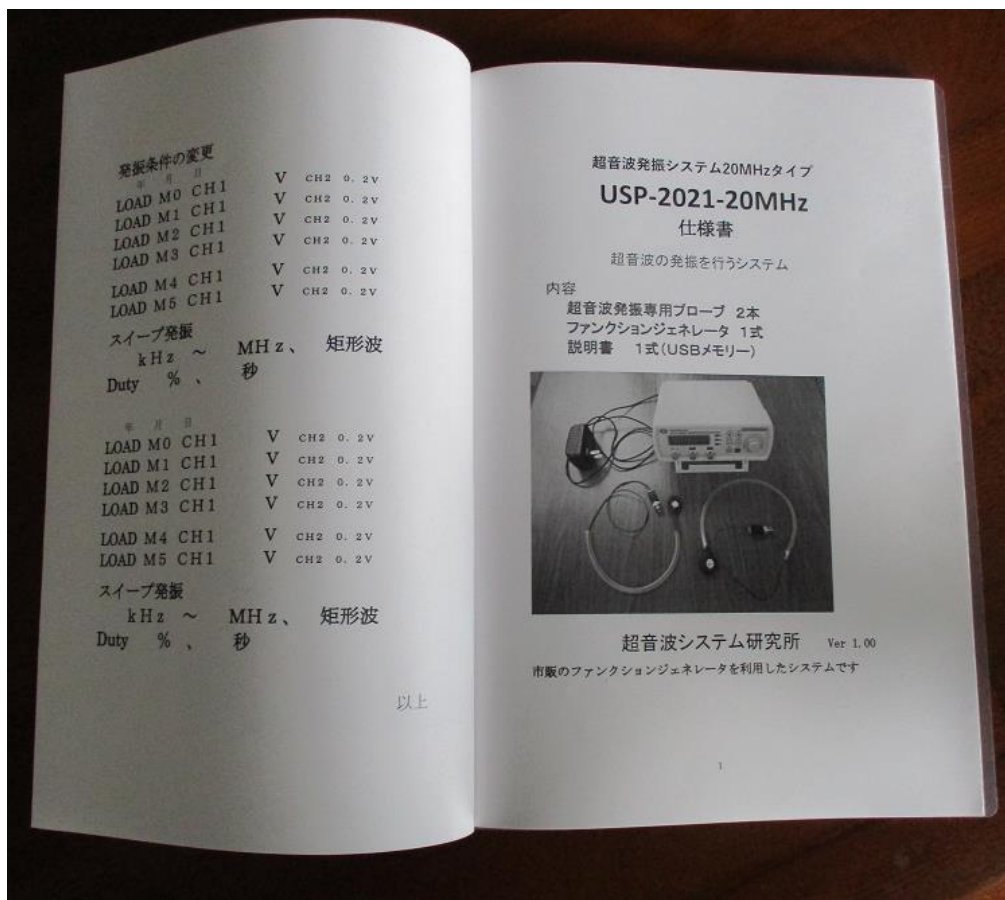 発振条件の変更
年 月 日
LOAD M0 CH1 V CH2 0.2V
LOAD M1 CH1 V CH2 0.2V
LOAD M2 CH1 V CH2 0.2V
LOAD M3 CH1 V CH2 0.2V
LOAD M4 CH1 V CH2 0.2V
LOAD M5 CH1 V CH2 0.2V
スイープ発振
kHz ～ MHz、 矩形波
Duty % 、 秒
年 月 日
LOAD M0 CH1 V CH2 0.2V
LOAD M1 CH1 V CH2 0.2V
LOAD M2 CH1 V CH2 0.2V
LOAD M3 CH1 V CH2 0.2V
LOAD M4 CH1 V CH2 0.2V
LOAD M5 CH1 V CH2 0.2V
スイープ発振
kHz ～ MHz、 矩形波
Duty % 、 秒
以上
超音波発振システム20MHzタイプ
USP-2021-20MHz
仕様書
超音波の発振を行うシステム
内容
超音波発振専用プローブ 2本
ファンクションジェネレータ 1式
説明書 1式(USBメモリー)
超音波システム研究所 Ver 1.00
市販のファンクションジェネレータを利用したシステムです
1